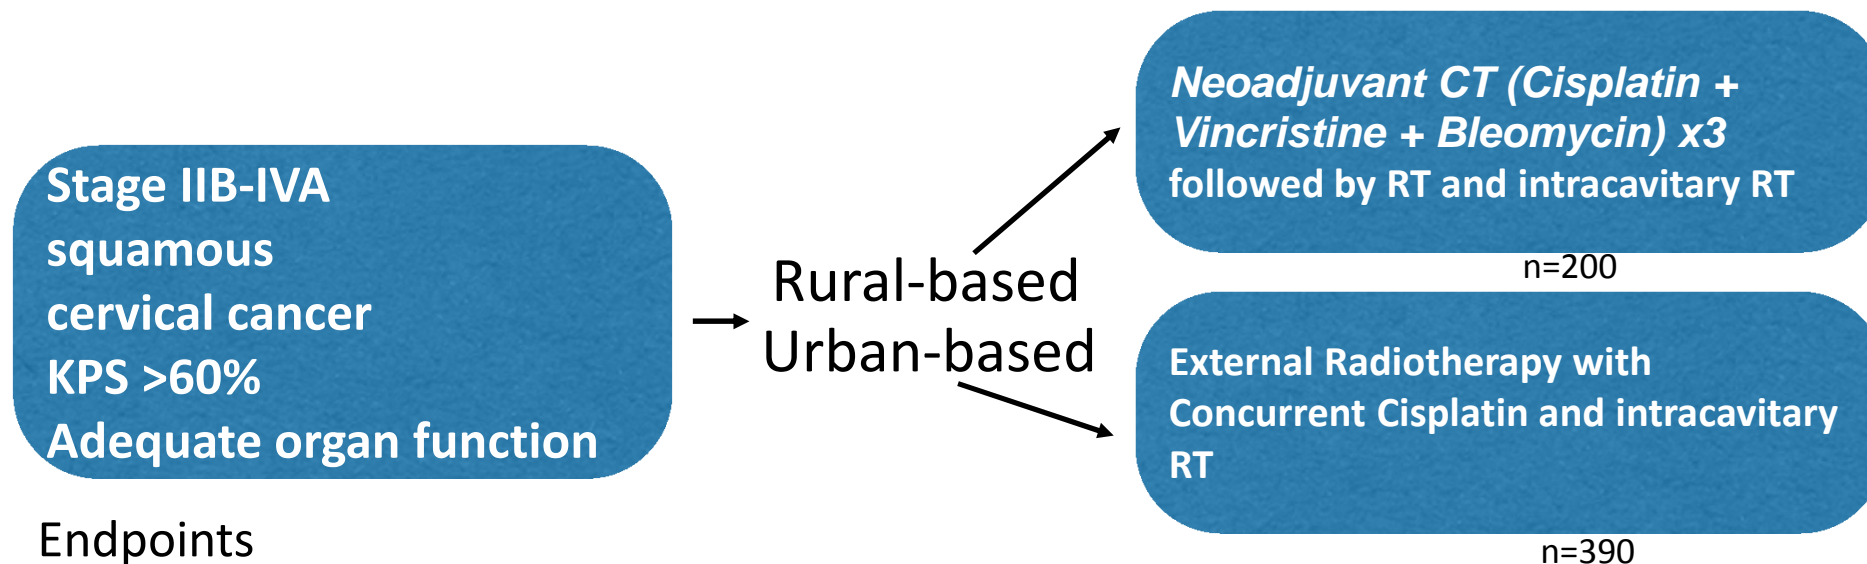 Stage IIB-IVA
squamous
cervical cancer
KPS >60%
Adequate organ function
Rural-based
Urban-based
Neoadjuvant CT (Cisplatin +
Vincristine + Bleomycin) x3
followed by RT and intracavitary RT
n=200
External Radiotherapy with
Concurrent Cisplatin and intracavitary
RT
n=390
Endpoints